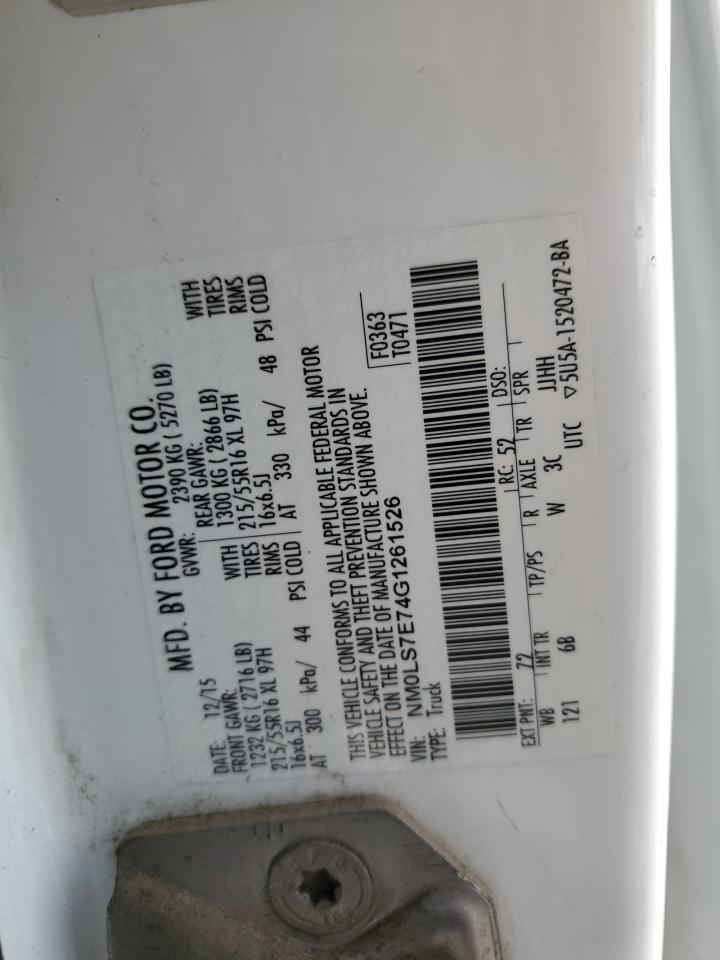 MFD. BY FORD MOTOR CO.
DATE: 12/15 GVWR: 2390 KG ( 5270 LB)
FRONT GAWR: REAR GAWR:
1232 KG ( 2716 LB) WITH 1300 KG ( 2866 LB) WITH
215/55R16 XL 97H TIRES 215/55R16 XL 97H TIRES
16x6.5J RIMS 16x6.5J RIMS
AT 300 kPa/ 44 PSI COLD AT 330 kPa/ 48 PSI COLD
THIS VEHICLE CONFORMS TO ALL APPLICABLE FEDERAL MOTOR
VEHICLE SAFETY AND THEFT PREVENTION STANDARDS IN
EFFECT ON THE DATE OF MANUFACTURE SHOWN ABOVE.
VIN: NM0LS7E74G1261526 F0363
TYPE: Truck T0471
EXT PNT: 7Z RC: 52 DSO:
WB INT TR TP/PS R AXLE TR SPR
121 6B W 3C JJHH
UTC ▽5U5A-1520472-BA